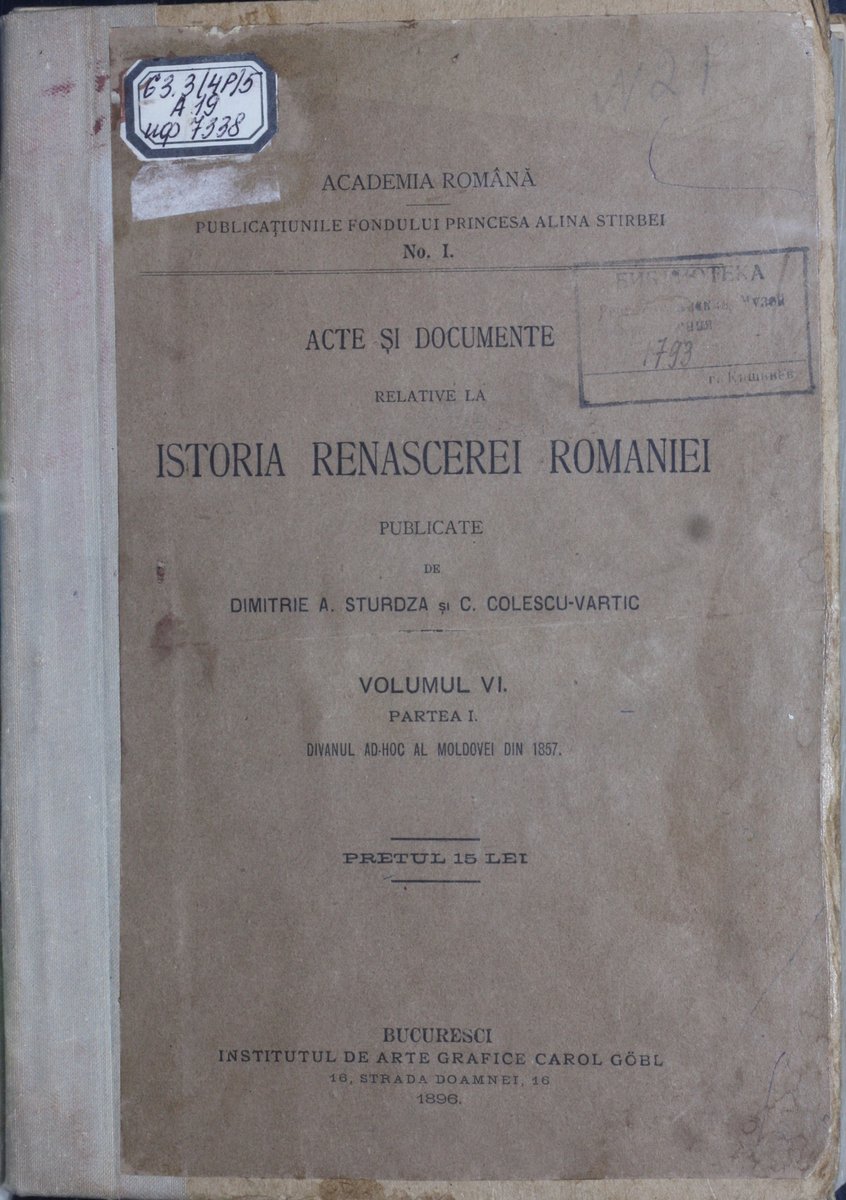 63.3(4Р)5
А 19
иф 7338
ACADEMIA ROMÂNĂ
PUBLICAŢIUNILE FONDULUI PRINCESA ALINA STIRBEI
No. I.
БИБЛИОТЕКА
Музей
1793
г. Кишинев
ACTE ŞI DOCUMENTE
RELATIVE LA
ISTORIA RENASCEREI ROMANIEI
PUBLICATE
DE
DIMITRIE A. STURDZA şi C. COLESCU-VARTIC
VOLUMUL VI.
PARTEA I.
DIVANUL AD-HOC AL MOLDOVEI DIN 1857.
PRETUL 15 LEI
BUCURESCI
INSTITUTUL DE ARTE GRAFICE CAROL GÖBL
16, STRADA DOAMNEI, 16
1896.